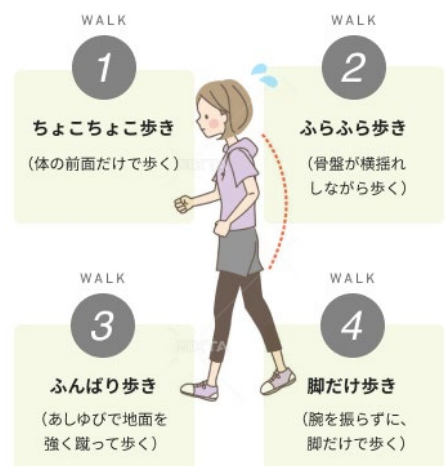 WALK
1
ちょこちょこ歩き
（体の前面だけで歩く）
WALK
2
ふらふら歩き
（骨盤が横揺れ
しながら歩く）
WALK
3
ふんばり歩き
（あしゆびで地面を
強く蹴って歩く）
WALK
4
脚だけ歩き
（腕を振らずに、
脚だけで歩く）